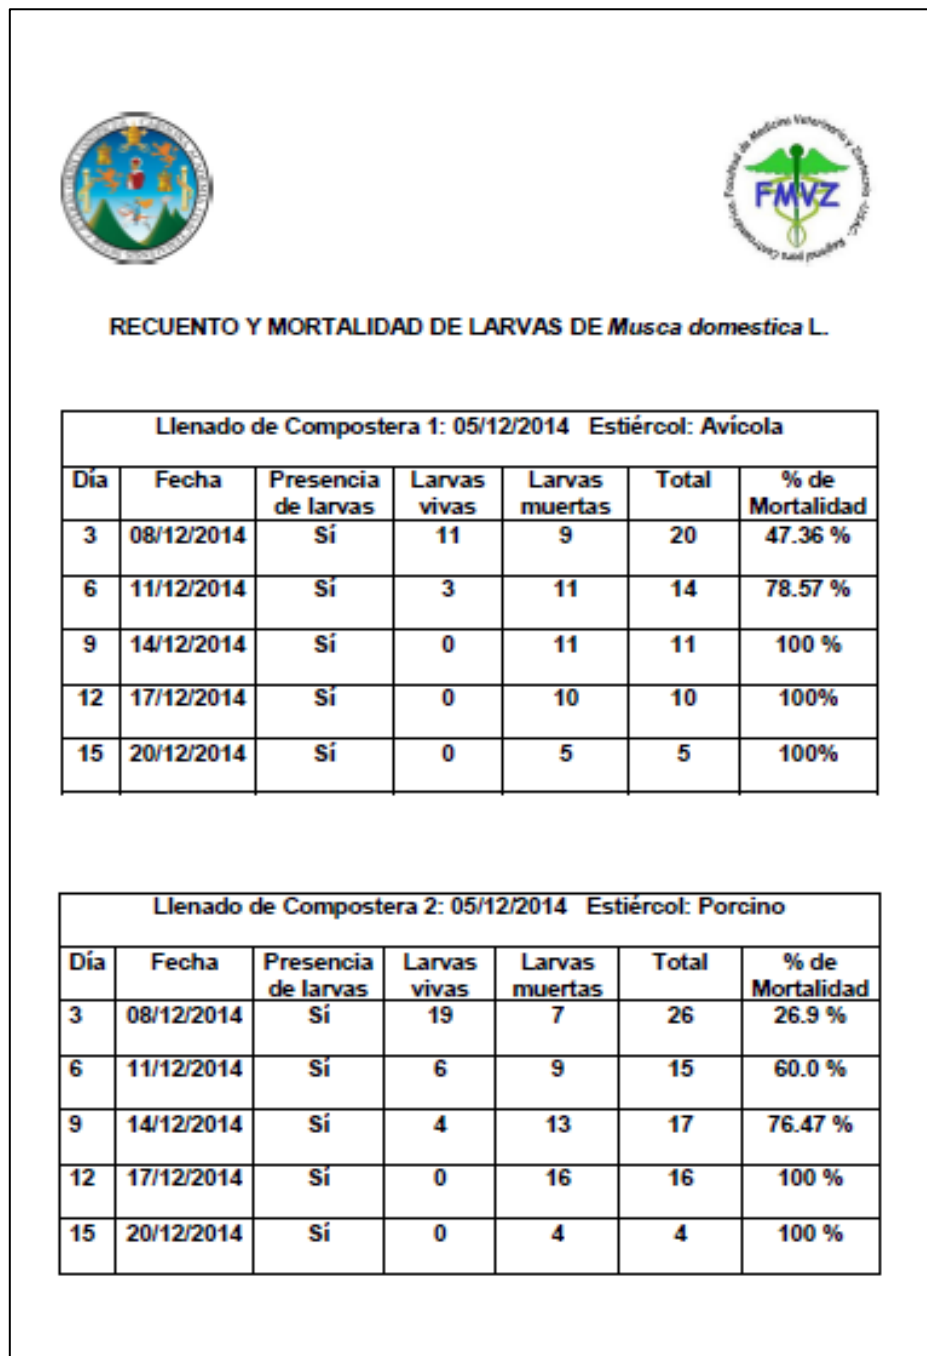 Facultad de Medicina Veterinaria y Zootecnia -USAC-
FMVZ
RECUENTO Y MORTALIDAD DE LARVAS DE Musca domestica L.
Llenado de Compostera 1: 05/12/2014 Estiércol: Avícola
Día Fecha Presencia de larvas Larvas vivas Larvas muertas Total % de Mortalidad
3 08/12/2014 Sí 11 9 20 47.36 %
6 11/12/2014 Sí 3 11 14 78.57 %
9 14/12/2014 Sí 0 11 11 100 %
12 17/12/2014 Sí 0 10 10 100%
15 20/12/2014 Sí 0 5 5 100%
Llenado de Compostera 2: 05/12/2014 Estiércol: Porcino
Día Fecha Presencia de larvas Larvas vivas Larvas muertas Total % de Mortalidad
3 08/12/2014 Sí 19 7 26 26.9 %
6 11/12/2014 Sí 6 9 15 60.0 %
9 14/12/2014 Sí 4 13 17 76.47 %
12 17/12/2014 Sí 0 16 16 100 %
15 20/12/2014 Sí 0 4 4 100 %